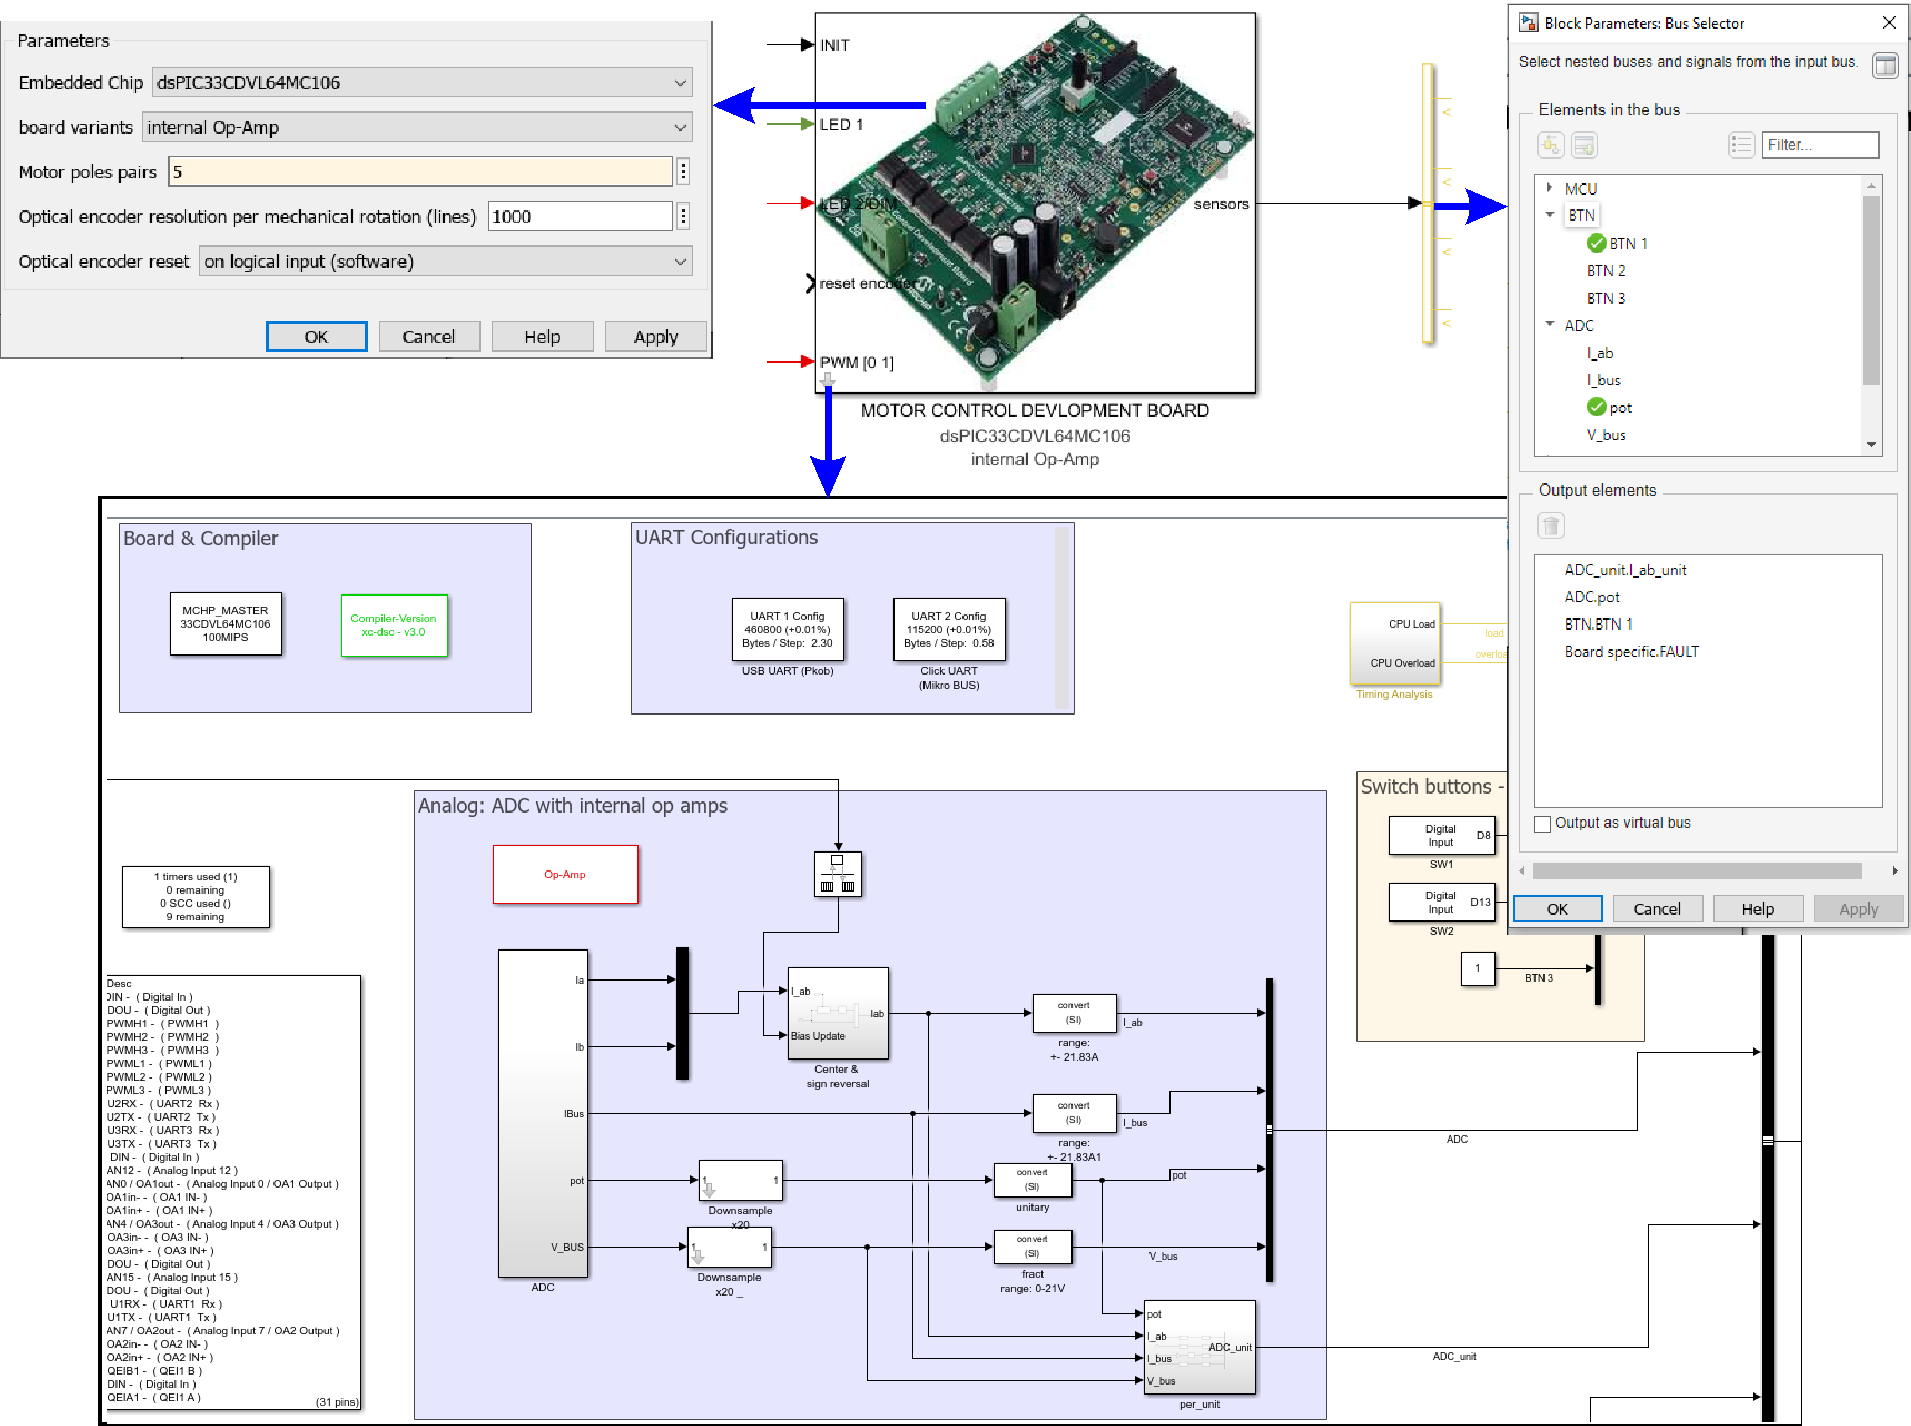 Parameters
Embedded Chip dsPIC33CDVL64MC106
board variants internal Op-Amp
Motor poles pairs 5
Optical encoder resolution per mechanical rotation (lines) 1000
Optical encoder reset on logical input (software)
OK Cancel Help Apply
INIT
LED 1
LED 2/DIM
reset encoder
PWM [0 1]
sensors
MOTOR CONTROL DEVLOPMENT BOARD
dsPIC33CDVL64MC106
internal Op-Amp
Block Parameters: Bus Selector
Select nested buses and signals from the input bus.
Elements in the bus
Filter...
MCU
BTN
BTN 1
BTN 2
BTN 3
ADC
I_ab
I_bus
pot
V_bus
Output elements
ADC_unit.I_ab_unit
ADC.pot
BTN.BTN 1
Board specific.FAULT
Output as virtual bus
OK Cancel Help Apply
Board & Compiler
MCHP_MASTER
33CDVL64MC106
100MIPS
Compiler-Version
xc-dsc - v3.0
UART Configurations
UART 1 Config
460800 (+0.01%)
Bytes / Step: 2.30
USB UART (Pkob)
UART 2 Config
115200 (+0.01%)
Bytes / Step: 0.58
Click UART
(Mikro BUS)
CPU Load
CPU Overload
load
overloa
Timing Analysis
1 timers used (1)
0 remaining
0 SCC used ()
9 remaining
Desc
DIN - ( Digital In )
DOU - ( Digital Out )
PWMH1 - ( PWMH1 )
PWMH2 - ( PWMH2 )
PWMH3 - ( PWMH3 )
PWML1 - ( PWML1 )
PWML2 - ( PWML2 )
PWML3 - ( PWML3 )
U2RX - ( UART2 Rx )
U2TX - ( UART2 Tx )
U3RX - ( UART3 Rx )
U3TX - ( UART3 Tx )
DIN - ( Digital In )
AN12 - ( Analog Input 12 )
AN0 / OA1out - ( Analog Input 0 / OA1 Output )
OA1in- - ( OA1 IN- )
OA1in+ - ( OA1 IN+ )
AN4 / OA3out - ( Analog Input 4 / OA3 Output )
OA3in- - ( OA3 IN- )
OA3in+ - ( OA3 IN+ )
DOU - ( Digital Out )
AN15 - ( Analog Input 15 )
DOU - ( Digital Out )
U1RX - ( UART1 Rx )
U1TX - ( UART1 Tx )
AN7 / OA2out - ( Analog Input 7 / OA2 Output )
OA2in- - ( OA2 IN- )
OA2in+ - ( OA2 IN+ )
QEIB1 - ( QEI1 B )
DIN - ( Digital In )
QEIA1 - ( QEI1 A )
(31 pins)
Analog: ADC with internal op amps
Op-Amp
Ia
Ib
IBus
pot
V_BUS
ADC
I_ab
Bias Update
Iab
Center &
sign reversal
1 1
Downsample
x20
1 1
Downsample
x20 _
convert
(SI)
range:
+- 21.83A
I_ab
convert
(SI)
range:
+- 21.83A1
I_bus
convert
(SI)
unitary
pot
convert
(SI)
fract
range: 0-21V
V_bus
pot
I_ab
I_bus
V_bus
ADC_unit
per_unit
Switch buttons -
Digital
Input
D8
SW1
Digital
Input
D13
SW2
1
BTN 3
ADC
ADC_unit